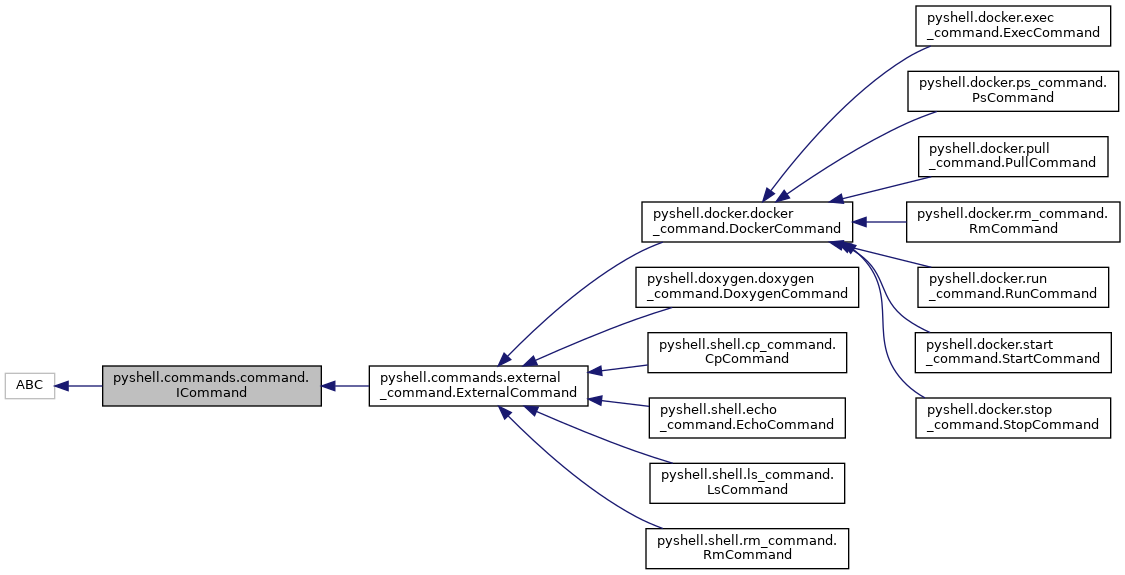 pyshell.docker.exec
_command.ExecCommand
pyshell.docker.ps_command.
PsCommand
pyshell.docker.pull
_command.PullCommand
pyshell.docker.docker
_command.DockerCommand
pyshell.docker.rm_command.
RmCommand
pyshell.doxygen.doxygen
_command.DoxygenCommand
pyshell.docker.run
_command.RunCommand
pyshell.shell.cp_command.
CpCommand
pyshell.docker.start
_command.StartCommand
ABC
pyshell.commands.command.
ICommand
pyshell.commands.external
_command.ExternalCommand
pyshell.shell.echo
_command.EchoCommand
pyshell.docker.stop
_command.StopCommand
pyshell.shell.ls_command.
LsCommand
pyshell.shell.rm_command.
RmCommand